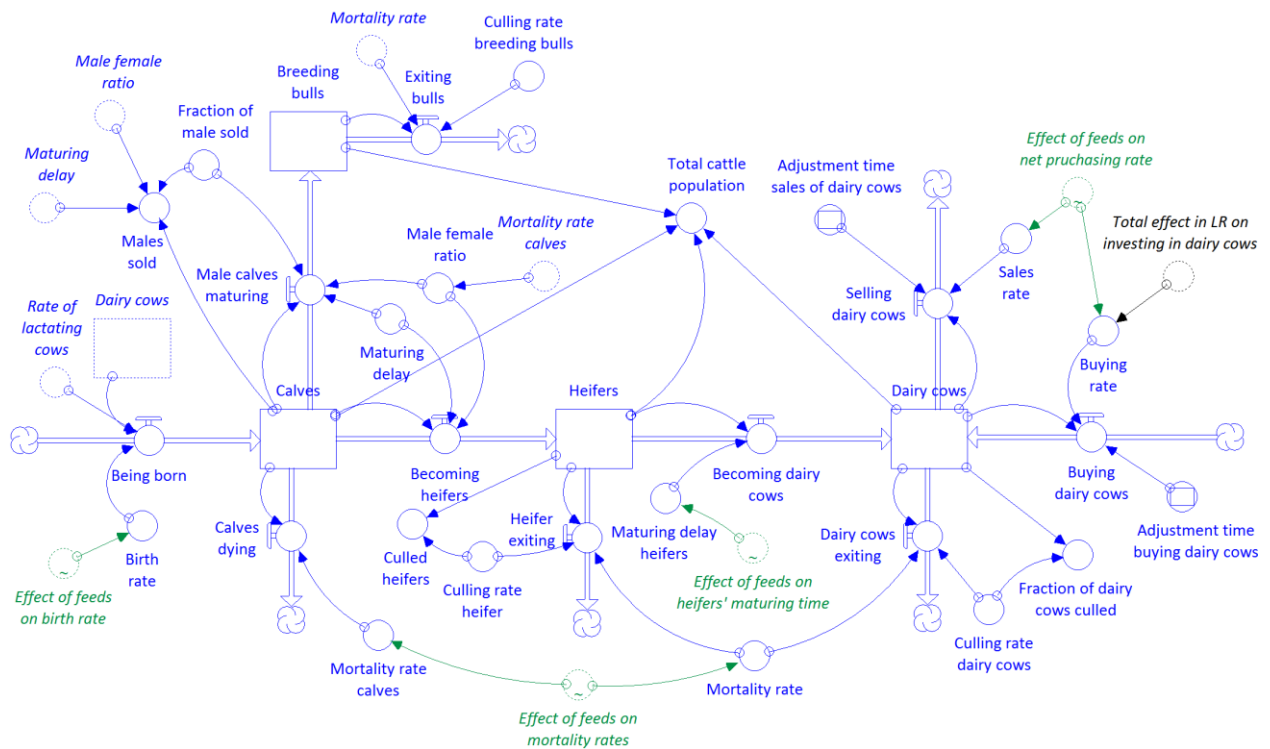 Mortality rate
Culling rate
breeding bulls
Male female
ratio
Breeding
bulls
Exiting
bulls
Fraction of
male sold
Effect of feeds on
net pruchasing rate
Maturing
delay
Total cattle
population
Adjustment time
sales of dairy cows
Mortality rate
calves
Total effect in LR on
investing in dairy cows
Males
sold
Male female
ratio
Male calves
maturing
Sales
rate
Selling
dairy cows
Rate of
lactating
cows
Dairy cows
Maturing
delay
Buying
rate
Calves
Heifers
Dairy cows
Being born
Becoming
heifers
Becoming dairy
cows
Buying
dairy cows
Calves
dying
Heifer
exiting
Maturing delay
heifers
Dairy cows
exiting
Adjustment time
buying dairy cows
Birth
rate
Culled
heifers
Culling rate
heifer
Effect of feeds
on birth rate
Effect of feeds on
heifers' maturing time
Fraction of dairy
cows culled
Culling rate
dairy cows
Mortality rate
calves
Mortality rate
Effect of feeds on
mortality rates